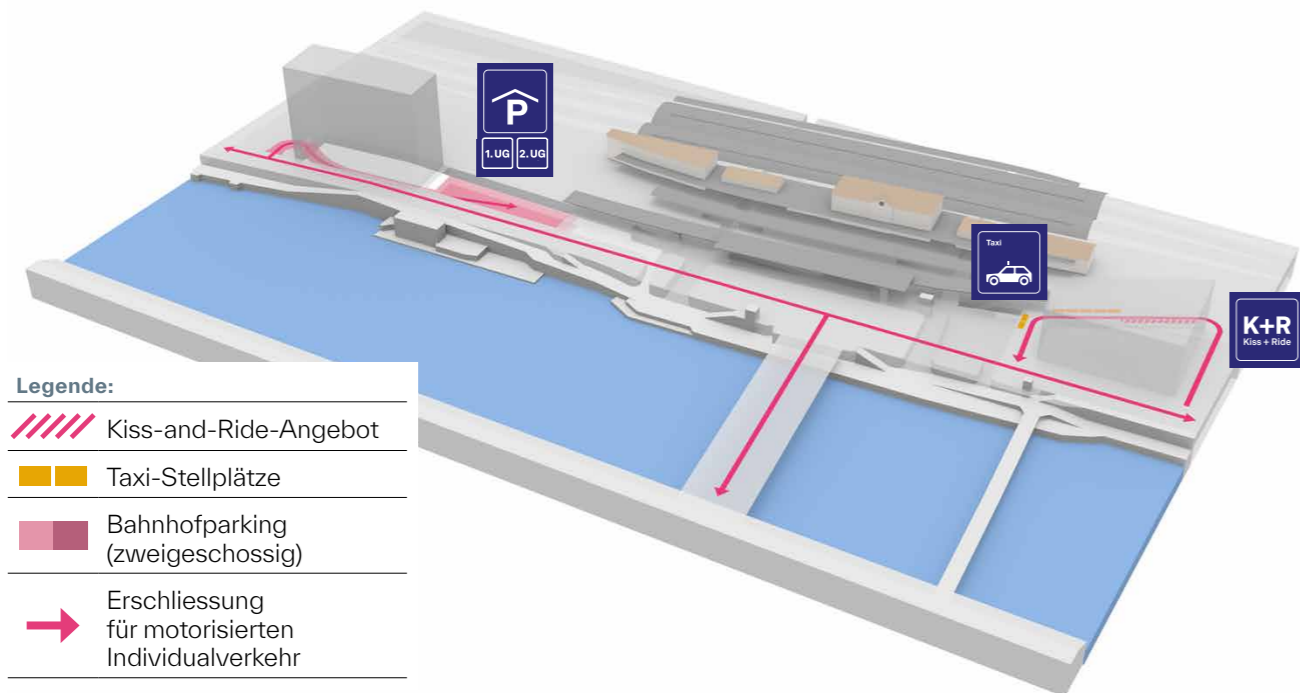 P
1. UG 2. UG
Taxi
K+R
Kiss + Ride
Legende:
Kiss-and-Ride-Angebot
Taxi-Stellplätze
Bahnhofparking
(zweigeschossig)
Erschliessung
für motorisierten
Individualverkehr